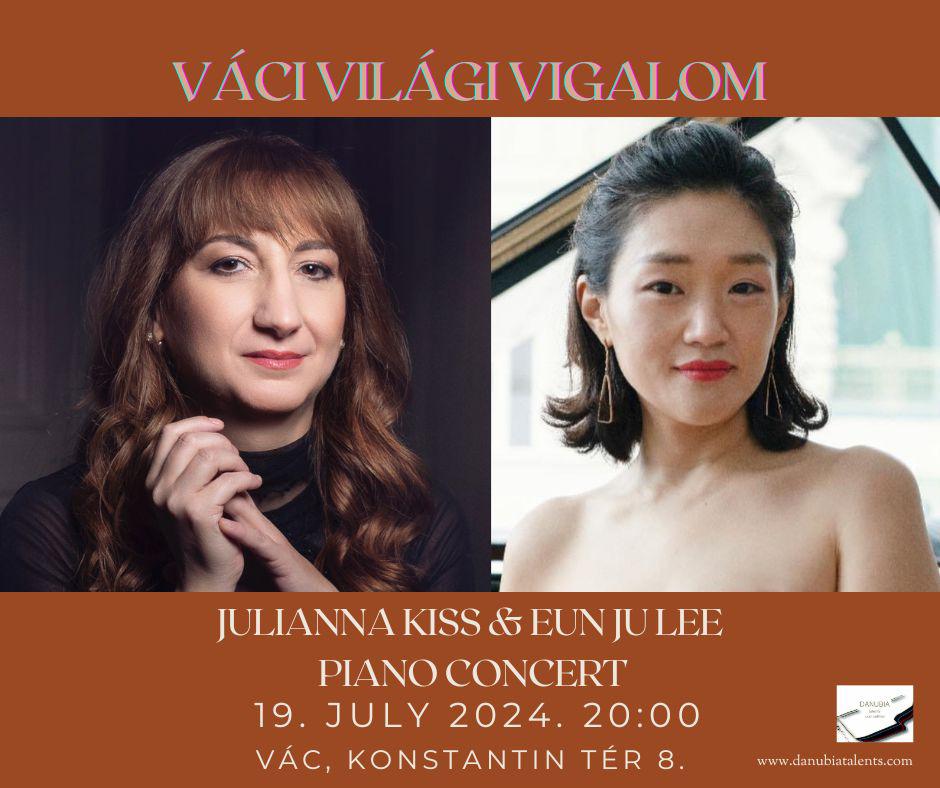 VÁCI VILÁGI VIGALOM
JULIANNA KISS & EUN JU LEE
PIANO CONCERT
19. JULY 2024. 20:00
VÁC, KONSTANTIN TÉR 8.
DANUBIA
www.danubiatalents.com